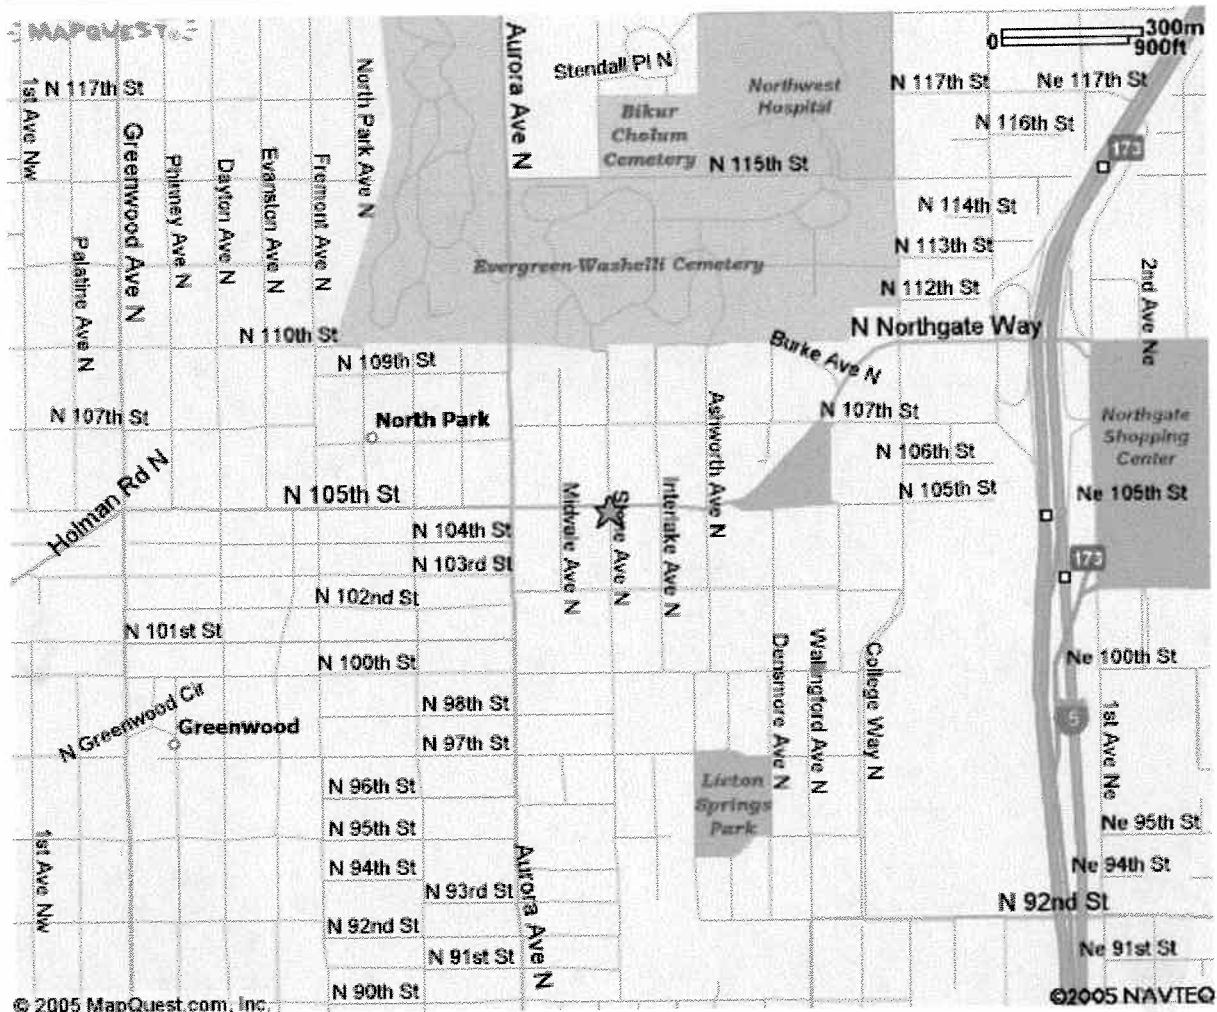 MAPQUEST
0 300m
900ft
Stendall Pl N
N 117th St
N 117th St
Ne 117th St
1st Ave Nw
Greenwood Ave N
Phinney Ave N
Dayton Ave N
Evanston Ave N
Fremont Ave N
North Park Ave N
Aurora Ave N
Northwest
Hospital
Bikur
Cholum
Cemetery
N 116th St
173
N 115th St
N 114th St
N 113th St
Palatine Ave N
Evergreen-Washelli Cemetery
N 112th St
2nd Ave Ne
N 110th St
N Northgate Way
N 109th St
Burke Ave N
N 107th St
North Park
Ashworth Ave N
N 107th St
Northgate
Shopping
Center
N 106th St
Holman Rd N
N 105th St
N 105th St
Ne 105th St
Midvale Ave N
Ave N
Interlake Ave N
N 104th St
N 103rd St
173
N 102nd St
N 101st St
N 100th St
Densmore Ave N
Wallingford Ave N
College Way N
Ne 100th St
N Greenwood Cir
Greenwood
N 98th St
5
1st Ave Ne
N 97th St
N 96th St
Licton
Springs
Park
N 95th St
Ne 95th St
1st Ave Nw
N 94th St
Aurora Ave N
Ne 94th St
N 93rd St
N 92nd St
N 92nd St
N 91st St
Ne 91st St
N 90th St
© 2005 MapQuest.com, Inc.
©2005 NAVTEQ